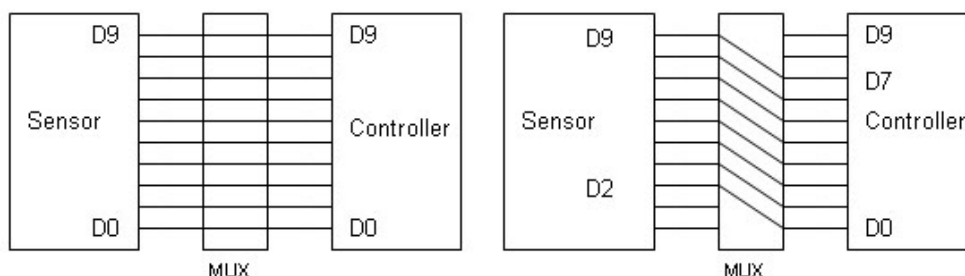 D9
Sensor
D0
D9
Controller
D0
MUX
D9
Sensor
D2
D9
D7
Controller
D0
MUX